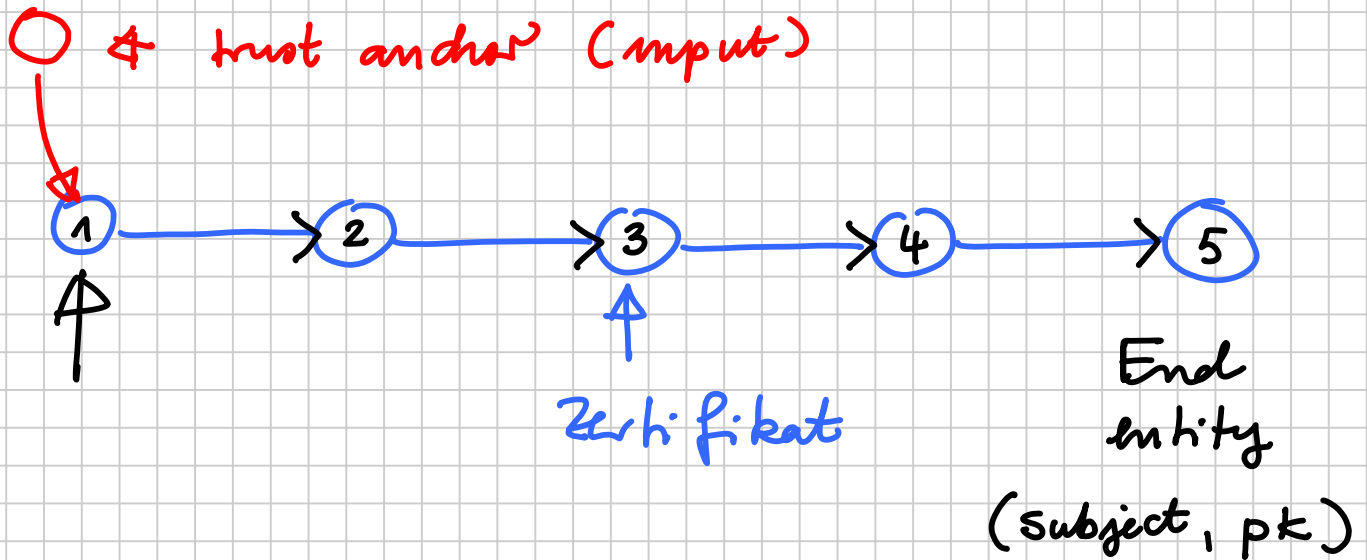 trust anchor (input)
1 2 3 4 5
Zertifikat
End
entity
(subject, pk)